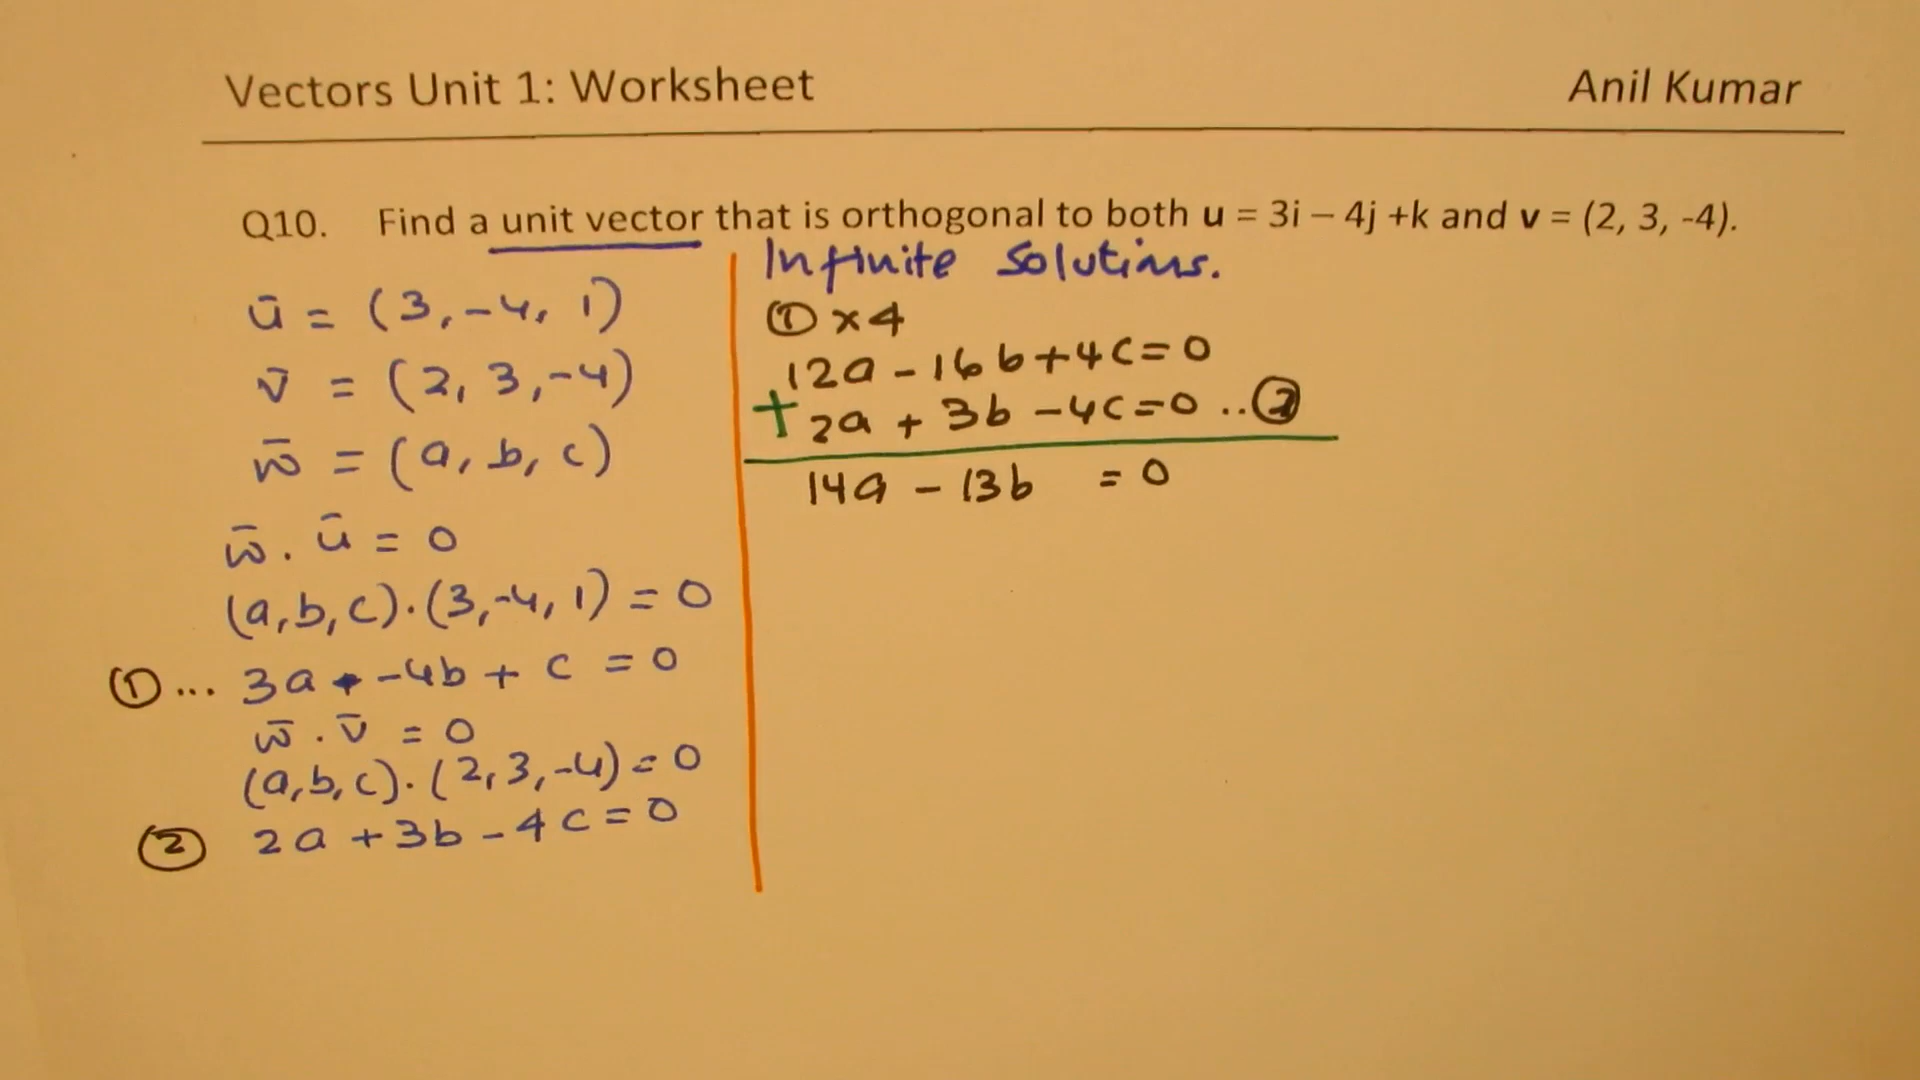 Vectors Unit 1: Worksheet Anil Kumar
Q10. Find a unit vector that is orthogonal to both u = 3i – 4j +k and v = (2, 3, -4).
ū = (3, -4, 1)
v̄ = (2, 3, -4)
w̄ = (a, b, c)
w̄ . ū = 0
(a, b, c) . (3, -4, 1) = 0
① ... 3a + -4b + c = 0
w̄ . v̄ = 0
(a, b, c) . (2, 3, -4) = 0
② 2a + 3b - 4c = 0
Infinite Solutions.
① x 4
12a - 16b + 4c = 0
+ 2a + 3b - 4c = 0 .. ②
14a - 13b = 0